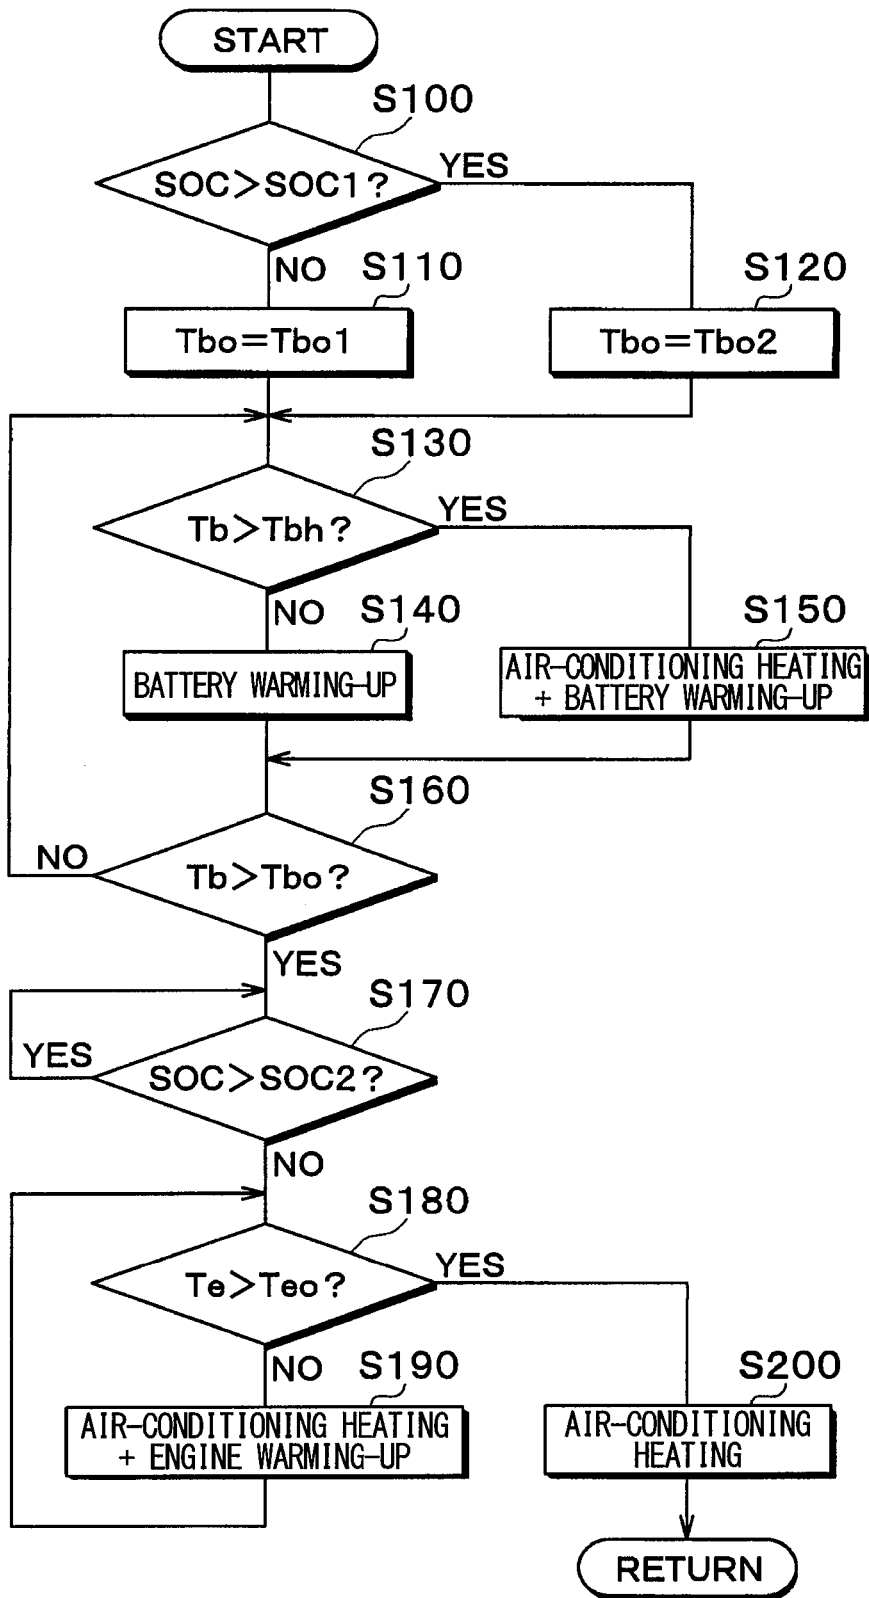 START
S100
SOC>SOC1?
YES
NO
S110
S120
Tbo=Tbo1
Tbo=Tbo2
S130
Tb>Tbh?
YES
NO
S140
S150
BATTERY WARMING-UP
AIR-CONDITIONING HEATING
+ BATTERY WARMING-UP
S160
NO
Tb>Tbo?
YES
S170
YES
SOC>SOC2?
NO
S180
Te>Teo?
YES
NO
S190
S200
AIR-CONDITIONING HEATING
+ ENGINE WARMING-UP
AIR-CONDITIONING
HEATING
RETURN